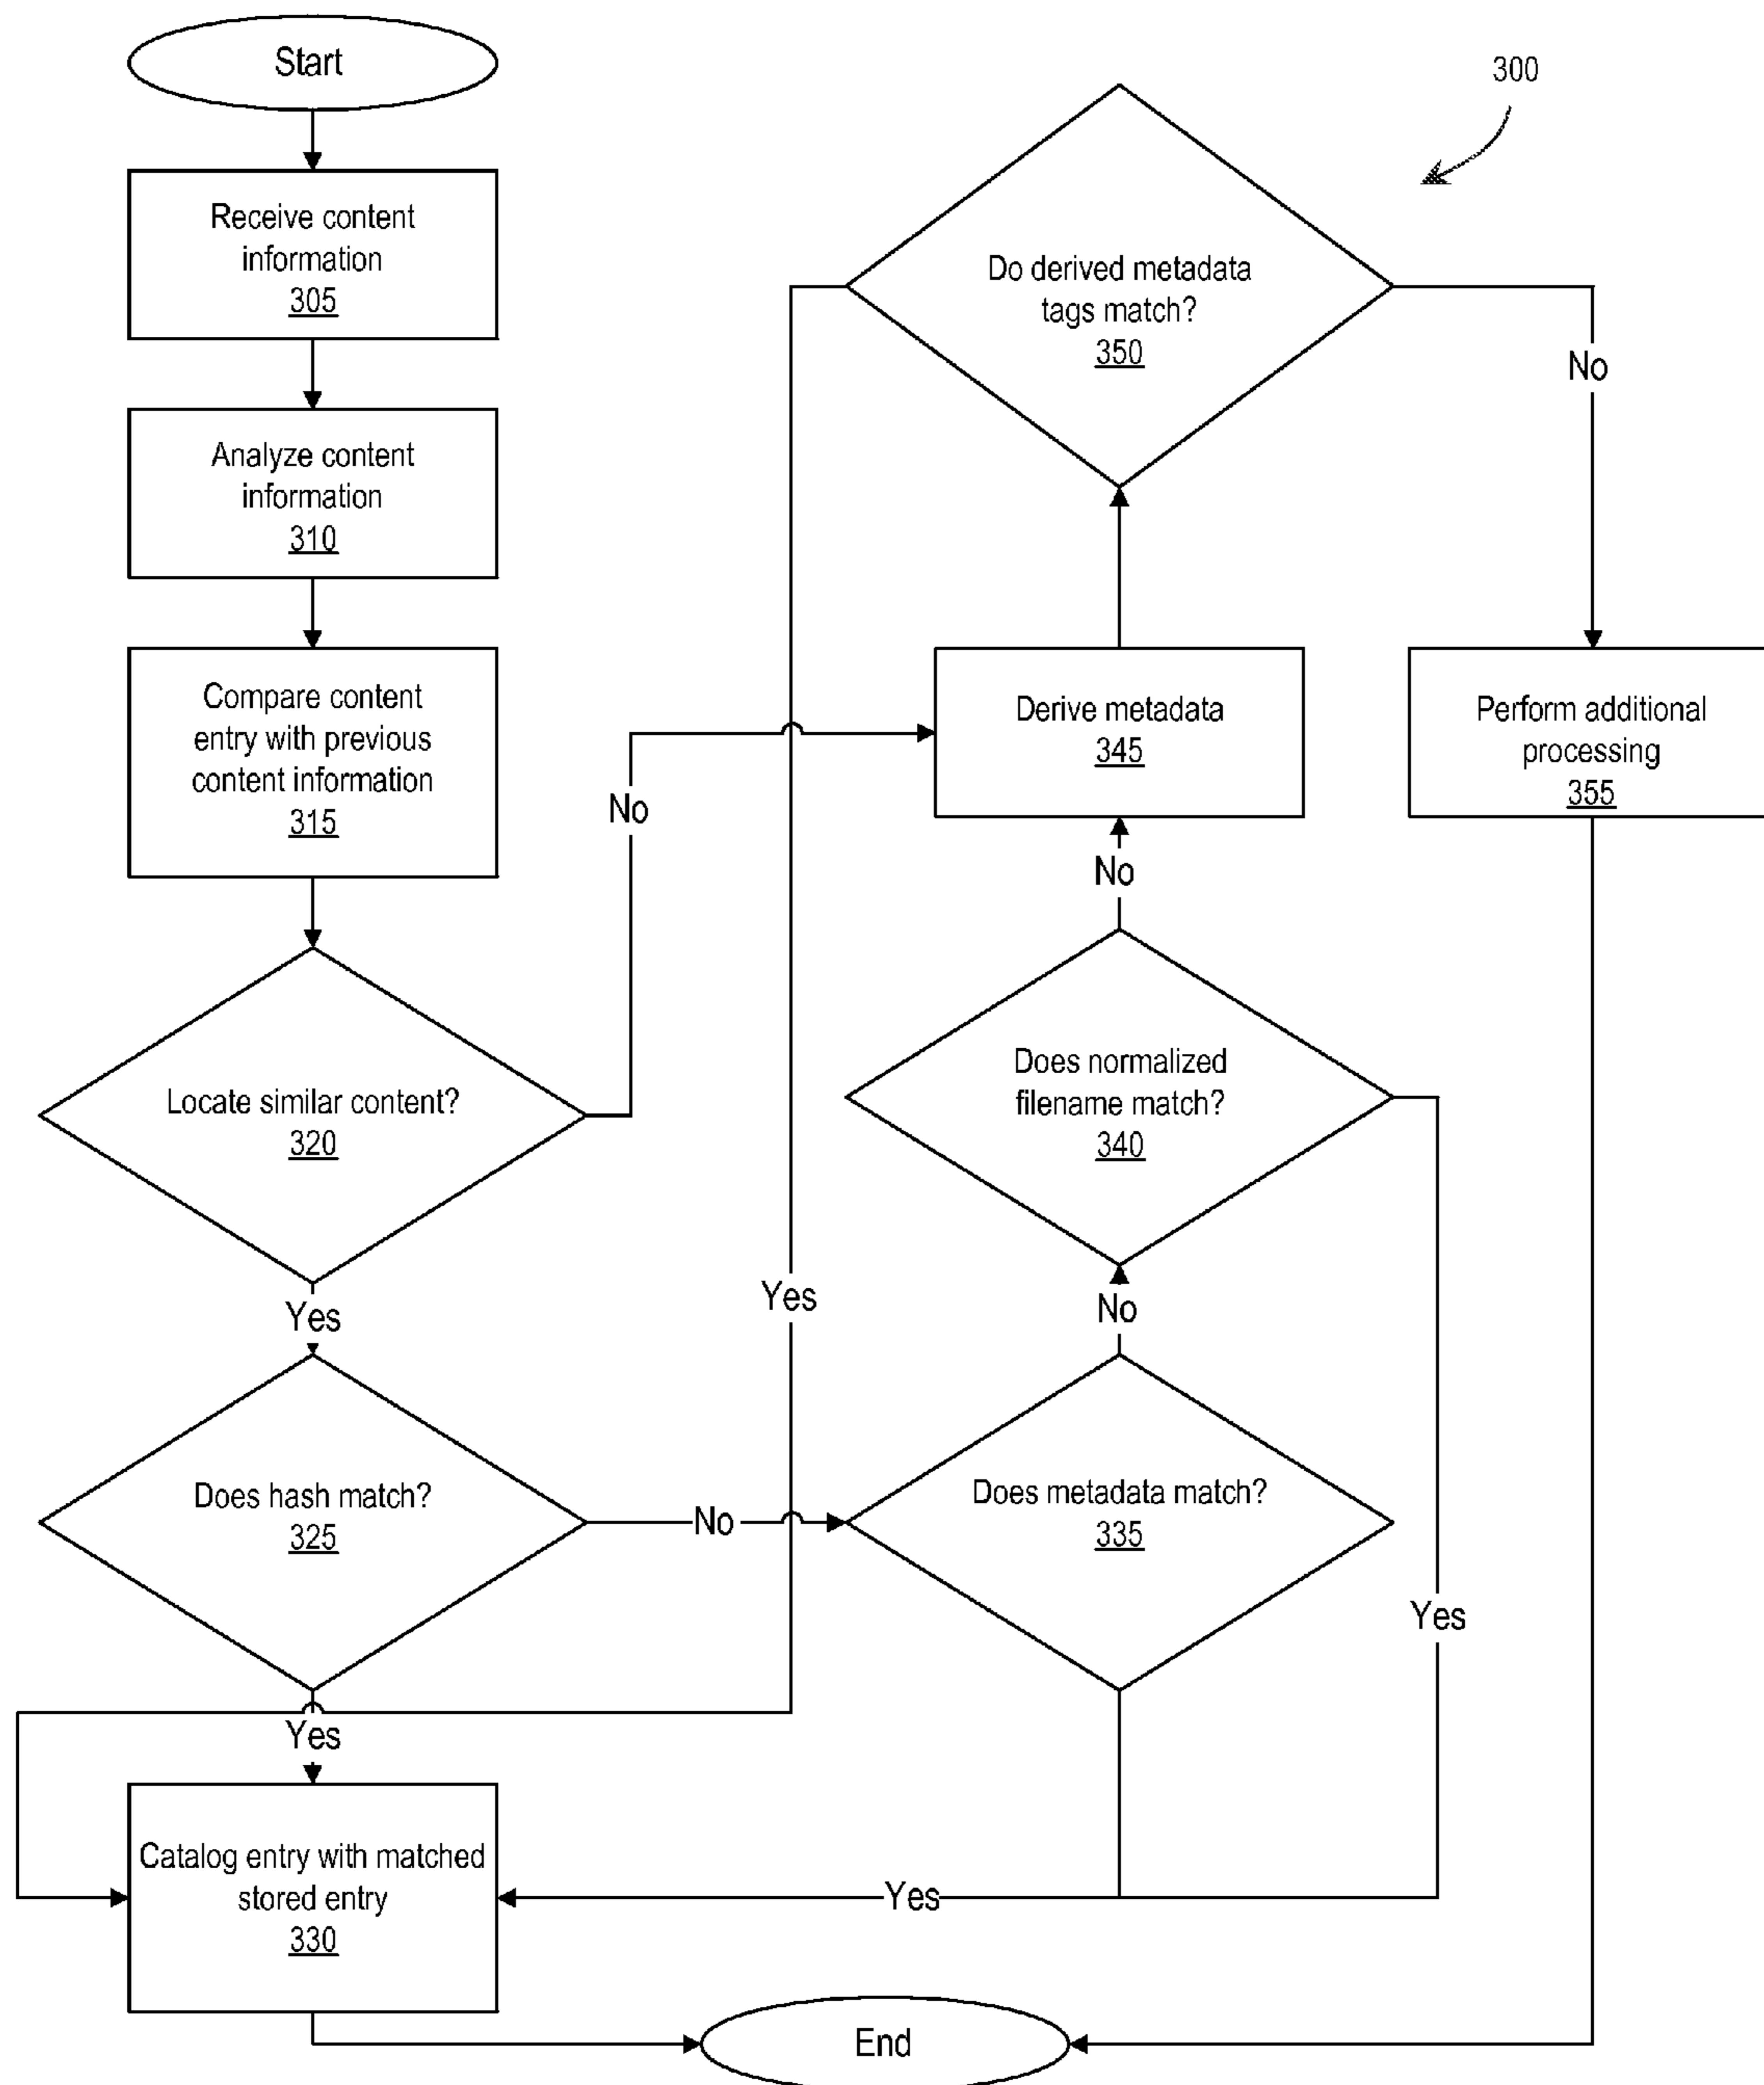 Start
300
Receive content
information
305
Analyze content
information
310
Compare content
entry with previous
content information
315
Locate similar content?
320
No
Yes
Does hash match?
325
No
Yes
Catalog entry with matched
stored entry
330
Do derived metadata
tags match?
350
No
Yes
Derive metadata
345
Perform additional
processing
355
No
Does normalized
filename match?
340
No
Yes
Does metadata match?
335
Yes
End